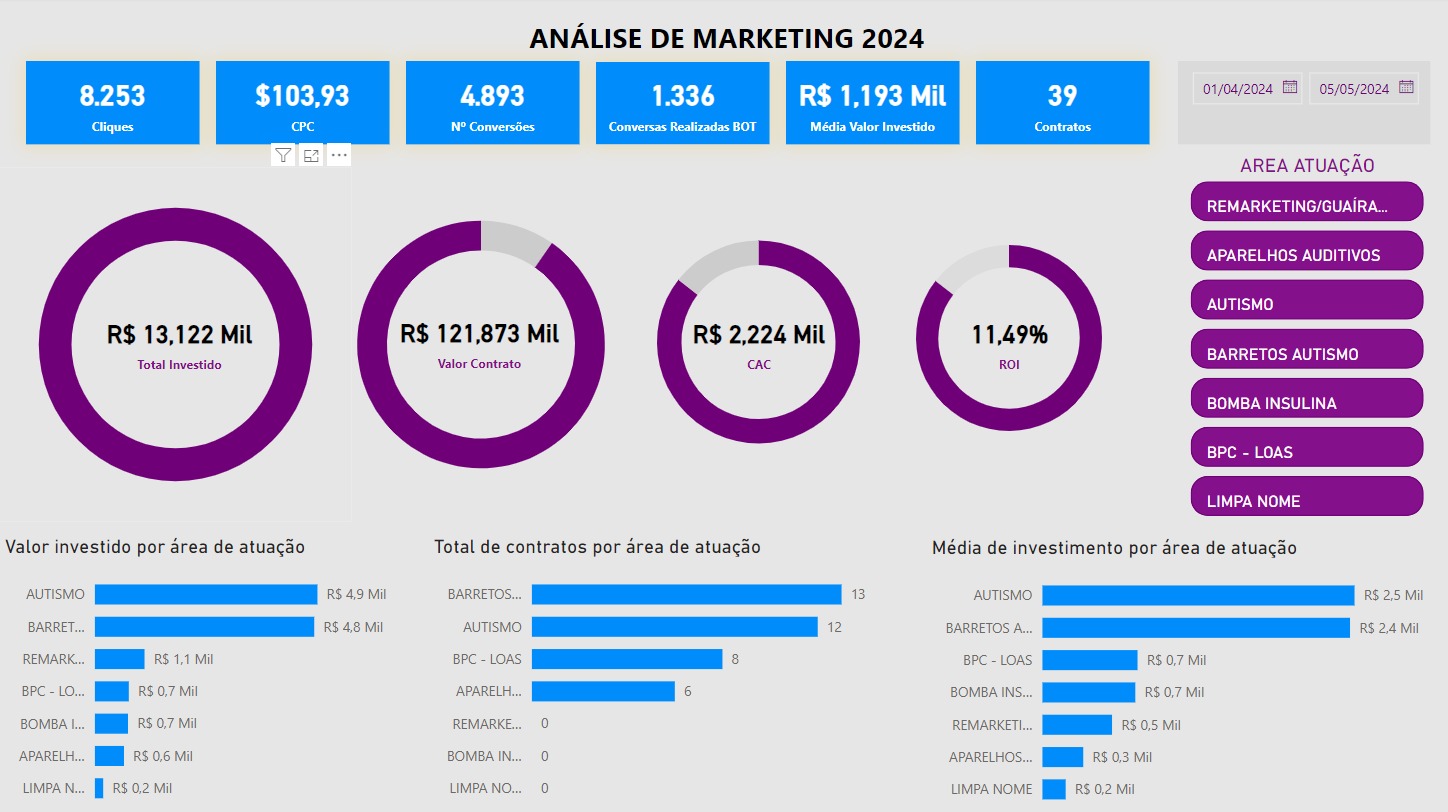 ANÁLISE DE MARKETING 2024
8.253
Cliques
$103,93
CPC
4.893
Nº Conversões
1.336
Conversas Realizadas BOT
R$ 1,193 Mil
Média Valor Investido
39
Contratos
01/04/2024
05/05/2024
AREA ATUAÇÃO
REMARKETING/GUAÍRA...
APARELHOS AUDITIVOS
AUTISMO
BARRETOS AUTISMO
BOMBA INSULINA
BPC - LOAS
LIMPA NOME
R$ 13,122 Mil
Total Investido
R$ 121,873 Mil
Valor Contrato
R$ 2,224 Mil
CAC
11,49%
ROI
Valor investido por área de atuação
AUTISMO R$ 4,9 Mil
BARRET... R$ 4,8 Mil
REMARK... R$ 1,1 Mil
BPC - LO... R$ 0,7 Mil
BOMBA I... R$ 0,7 Mil
APARELH... R$ 0,6 Mil
LIMPA N... R$ 0,2 Mil
Total de contratos por área de atuação
BARRETOS... 13
AUTISMO 12
BPC - LOAS 8
APARELH... 6
REMARKE... 0
BOMBA IN... 0
LIMPA NO... 0
Média de investimento por área de atuação
AUTISMO R$ 2,5 Mil
BARRETOS A... R$ 2,4 Mil
BPC - LOAS R$ 0,7 Mil
BOMBA INS... R$ 0,7 Mil
REMARKETI... R$ 0,5 Mil
APARELHOS... R$ 0,3 Mil
LIMPA NOME R$ 0,2 Mil